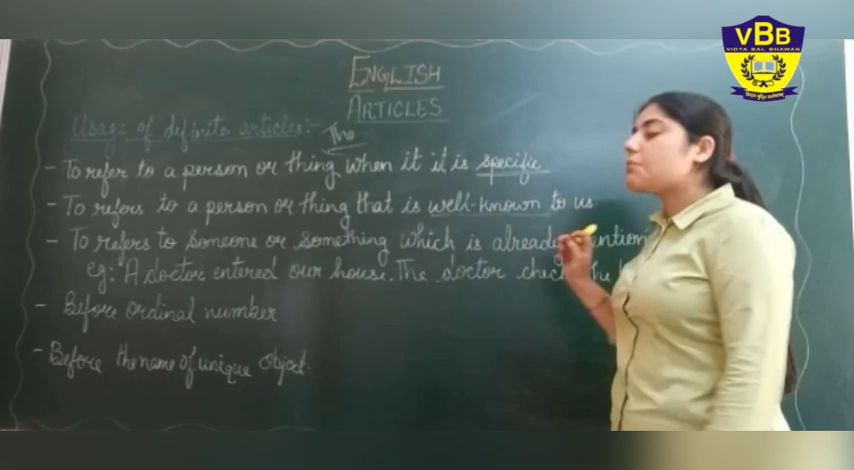 VBB
VIDYA BAL BHAWAN
ENGLISH
ARTICLES
Usage of definite articles:- The
- To refer to a person or thing when it it is specific
- To refers to a person or thing that is well-known to us
- To refers to someone or something which is already
eg: A doctor entered our house. The doctor
- Before ordinal number
- Before the name of unique object.